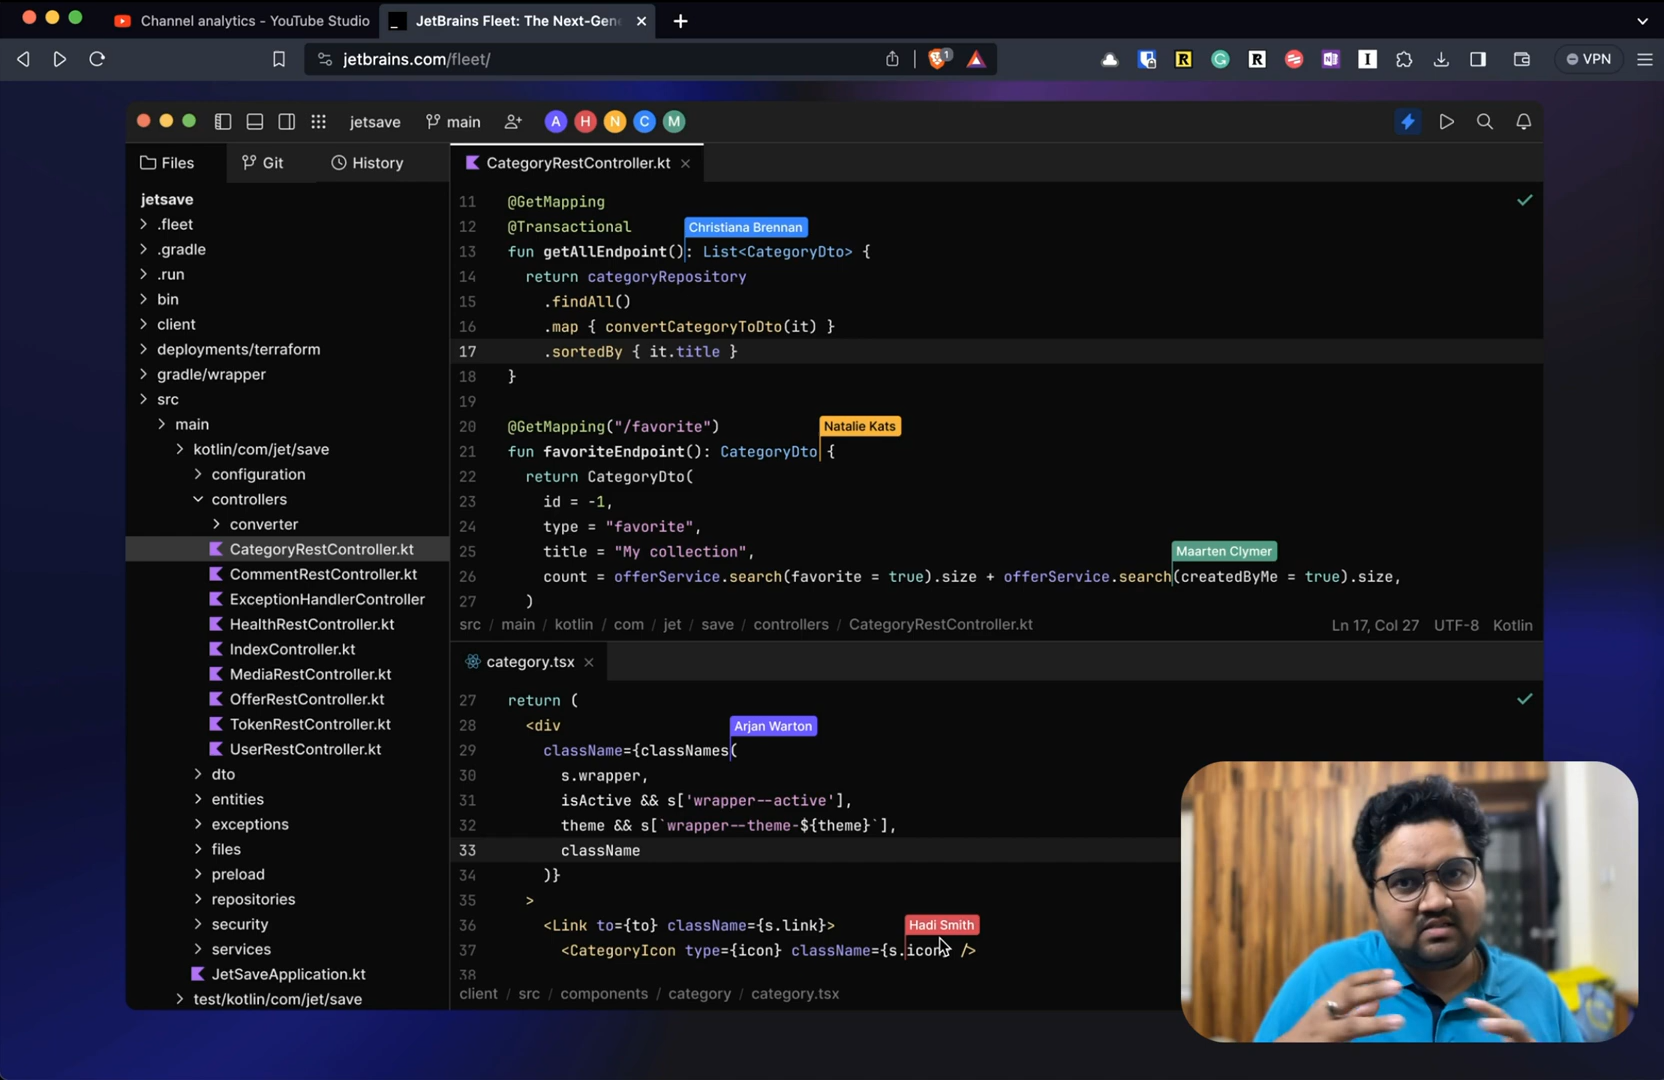 Channel analytics - YouTube Studio
JetBrains Fleet: The Next-Gene
jetbrains.com/fleet/
1
R
R
N
I
VPN
jetsave
main
A H N C M
Files
Git
History
CategoryRestController.kt
jetsave
.fleet
.gradle
.run
bin
client
deployments/terraform
gradle/wrapper
src
main
kotlin/com/jet/save
configuration
controllers
converter
CategoryRestController.kt
CommentRestController.kt
ExceptionHandlerController
HealthRestController.kt
IndexController.kt
MediaRestController.kt
OfferRestController.kt
TokenRestController.kt
UserRestController.kt
dto
entities
exceptions
files
preload
repositories
security
services
JetSaveApplication.kt
test/kotlin/com/jet/save
11 @GetMapping
12 @Transactional
Christiana Brennan
13 fun getAllEndpoint(): List<CategoryDto> {
14 return categoryRepository
15 .findAll()
16 .map { convertCategoryToDto(it) }
17 .sortedBy { it.title }
18 }
19
20 @GetMapping("/favorite")
Natalie Kats
21 fun favoriteEndpoint(): CategoryDto {
22 return CategoryDto(
23 id = -1,
24 type = "favorite",
25 title = "My collection",
Maarten Clymer
26 count = offerService.search(favorite = true).size + offerService.search(createdByMe = true).size,
27 )
src / main / kotlin / com / jet / save / controllers / CategoryRestController.kt
Ln 17, Col 27 UTF-8 Kotlin
category.tsx
27 return (
28 <div
Arjan Warton
29 className={classNames(
30 s.wrapper,
31 isActive && s['wrapper--active'],
32 theme && s[`wrapper--theme-${theme}`],
33 className
34 )}
35 >
36 <Link to={to} className={s.link}>
Hadi Smith
37 <CategoryIcon type={icon} className={s.icon} />
38
client / src / components / category / category.tsx